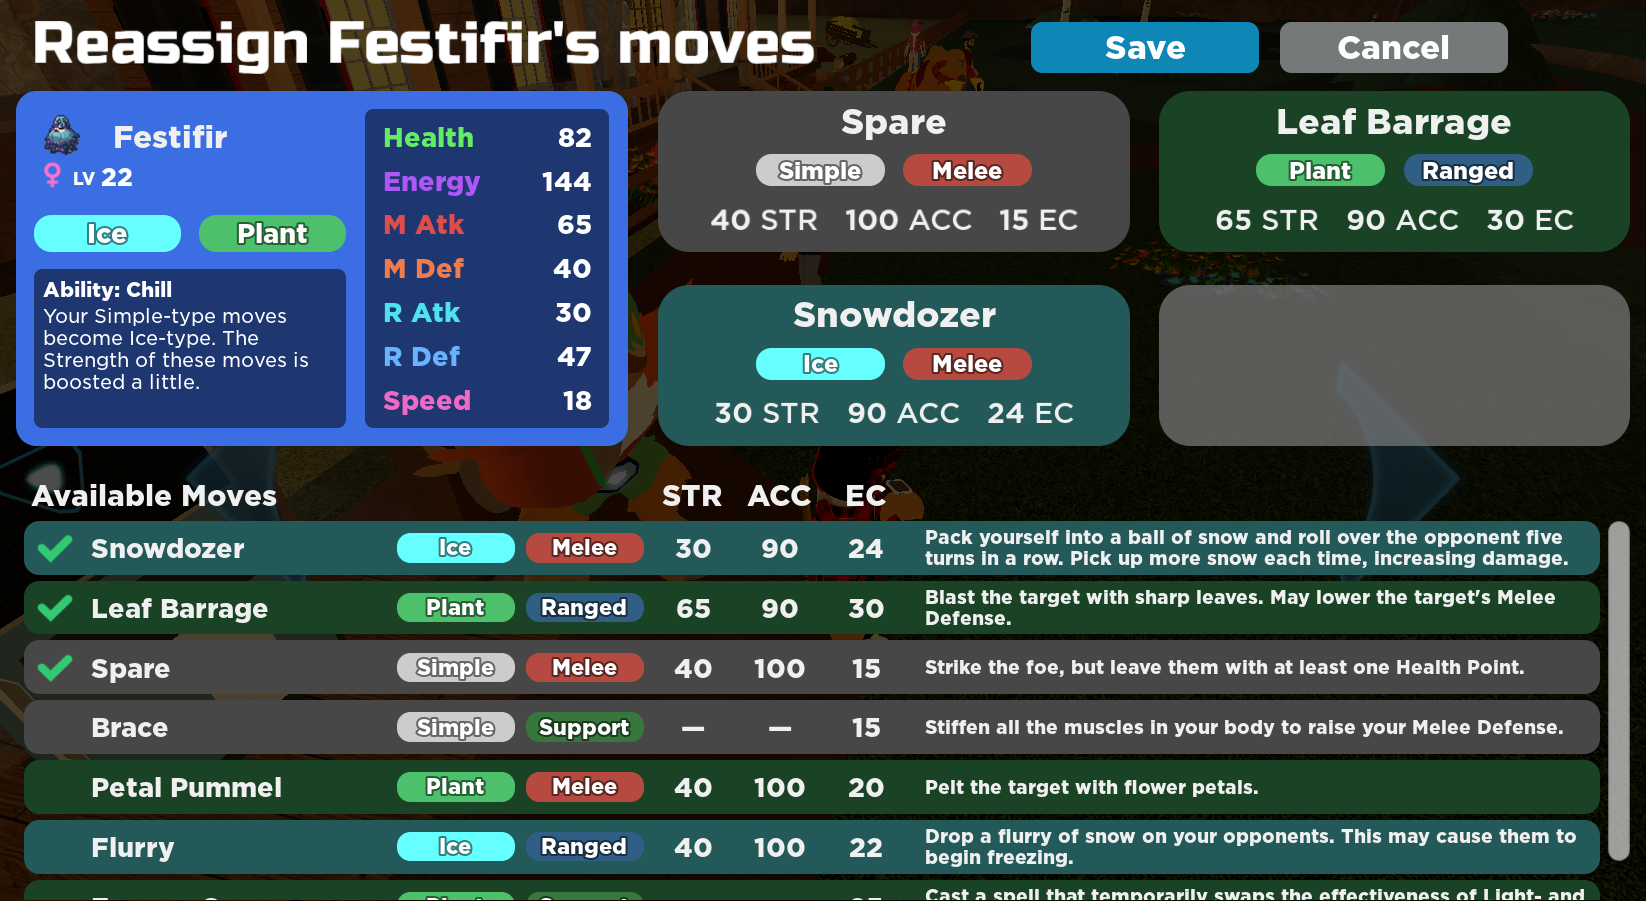 Reassign Festifir's moves
Save
Cancel
Festifir
LV 22
Ice
Plant
Ability: Chill
Your Simple-type moves
become Ice-type. The
Strength of these moves is
boosted a little.
Health 82
Energy 144
M Atk 65
M Def 40
R Atk 30
R Def 47
Speed 18
Spare
Simple Melee
40 STR 100 ACC 15 EC
Leaf Barrage
Plant Ranged
65 STR 90 ACC 30 EC
Snowdozer
Ice Melee
30 STR 90 ACC 24 EC
Available Moves STR ACC EC
Snowdozer Ice Melee 30 90 24
Pack yourself into a ball of snow and roll over the opponent five
turns in a row. Pick up more snow each time, increasing damage.
Leaf Barrage Plant Ranged 65 90 30
Blast the target with sharp leaves. May lower the target's Melee
Defense.
Spare Simple Melee 40 100 15 Strike the foe, but leave them with at least one Health Point.
Brace Simple Support — — 15 Stiffen all the muscles in your body to raise your Melee Defense.
Petal Pummel Plant Melee 40 100 20 Pelt the target with flower petals.
Flurry Ice Ranged 40 100 22
Drop a flurry of snow on your opponents. This may cause them to
begin freezing.
Plant Support
Cast a spell that temporarily swaps the effectiveness of Light- and